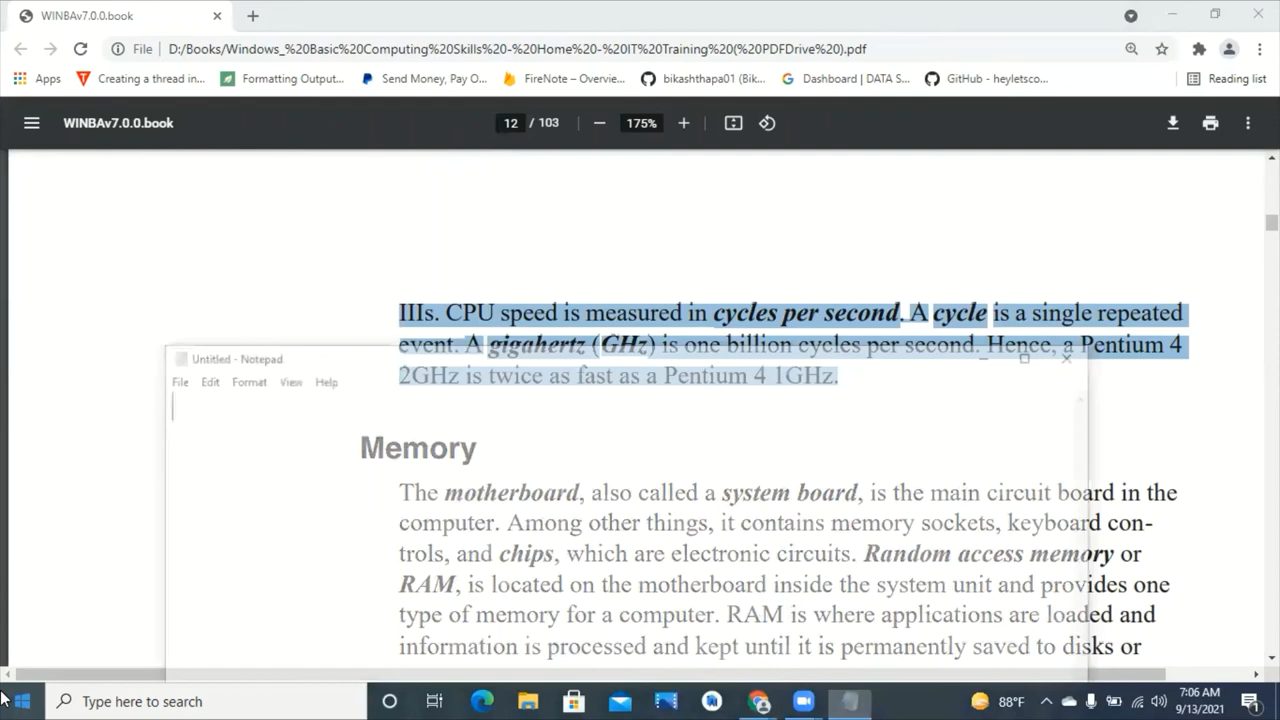 WINBAv7.0.0.book
File
D:/Books/Windows_%20Basic%20Computing%20Skills%20-%20Home%20-%20IT%20Training%20(%20PDFDrive%20).pdf
Apps
Creating a thread in...
Formatting Output...
Send Money, Pay O...
FireNote – Overvie...
bikashthapa01 (Bik...
Dashboard | DATA S...
GitHub - heyletsco...
Reading list
WINBAv7.0.0.book
12 / 103
175%
IIIs. CPU speed is measured in cycles per second. A cycle is a single repeated
event. A gigahertz (GHz) is one billion cycles per second. Hence, a Pentium 4
Untitled - Notepad
2GHz is twice as fast as a Pentium 4 1GHz.
File Edit Format View Help
Memory
The motherboard, also called a system board, is the main circuit board in the
computer. Among other things, it contains memory sockets, keyboard con-
trols, and chips, which are electronic circuits. Random access memory or
RAM, is located on the motherboard inside the system unit and provides one
type of memory for a computer. RAM is where applications are loaded and
information is processed and kept until it is permanently saved to disks or
Type here to search
88°F
7:06 AM
9/13/2021
1